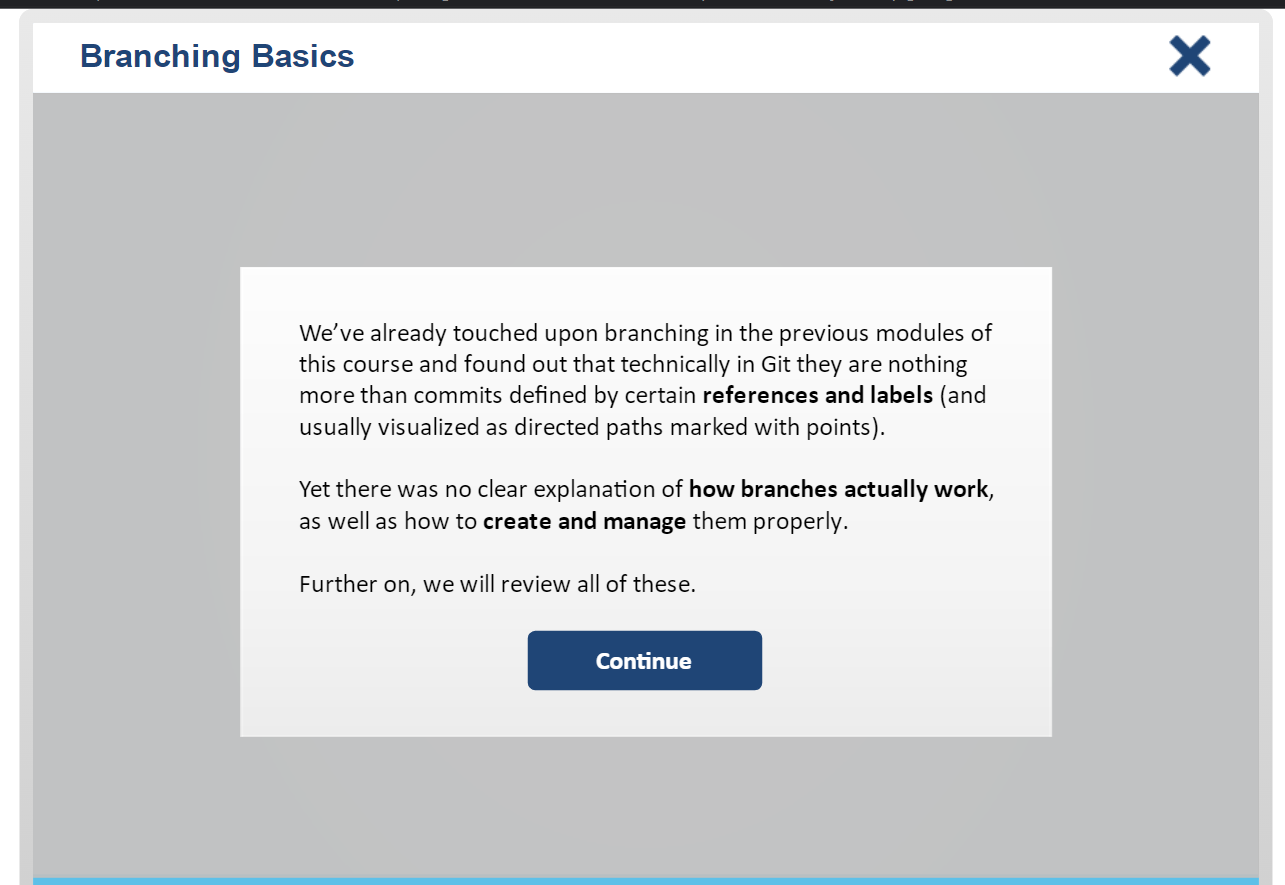 Branching Basics
We’ve already touched upon branching in the previous modules of
this course and found out that technically in Git they are nothing
more than commits defined by certain references and labels (and
usually visualized as directed paths marked with points).
Yet there was no clear explanation of how branches actually work,
as well as how to create and manage them properly.
Further on, we will review all of these.
Continue